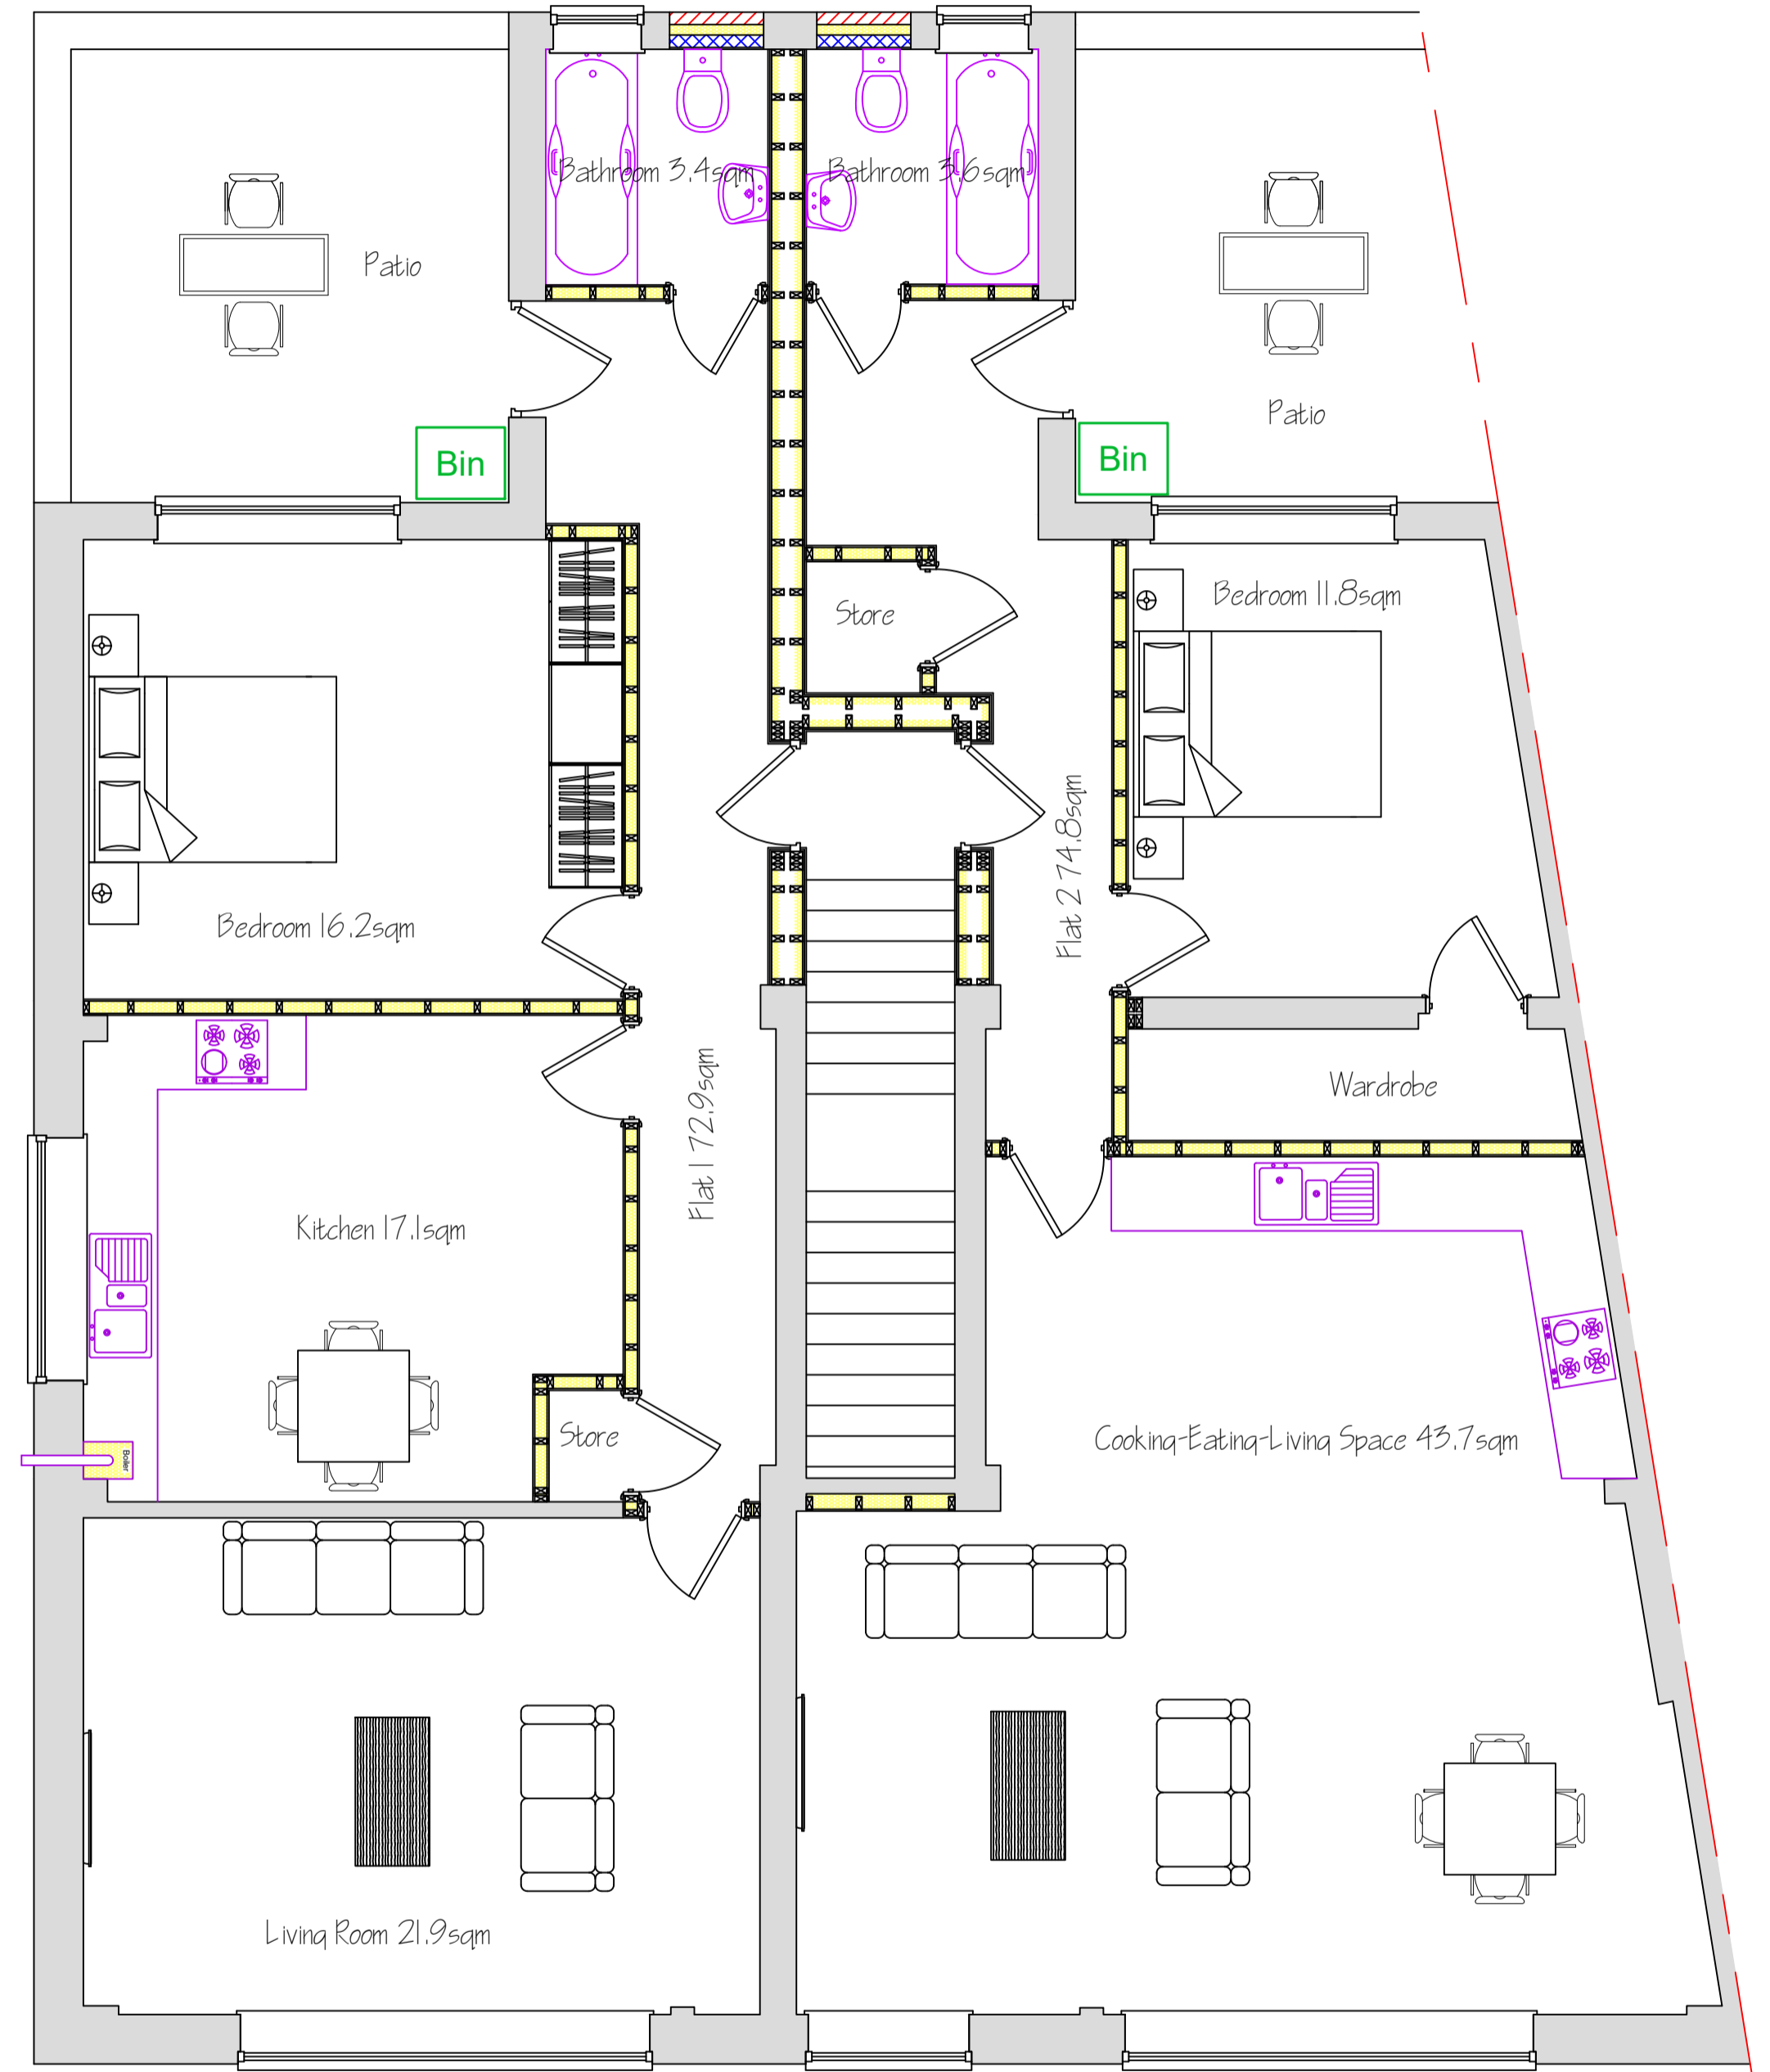 Bathroom 3.4sqm
Bathroom 3.6sqm
Patio
Patio
Bin
Bin
Bedroom 11.8sqm
Store
Flat 2 74.8sqm
Bedroom 16.2sqm
Wardrobe
Flat 1 72.9sqm
Kitchen 17.1sqm
Store
Cooking-Eating-Living Space 43.7sqm
Boiler
Living Room 21.9sqm